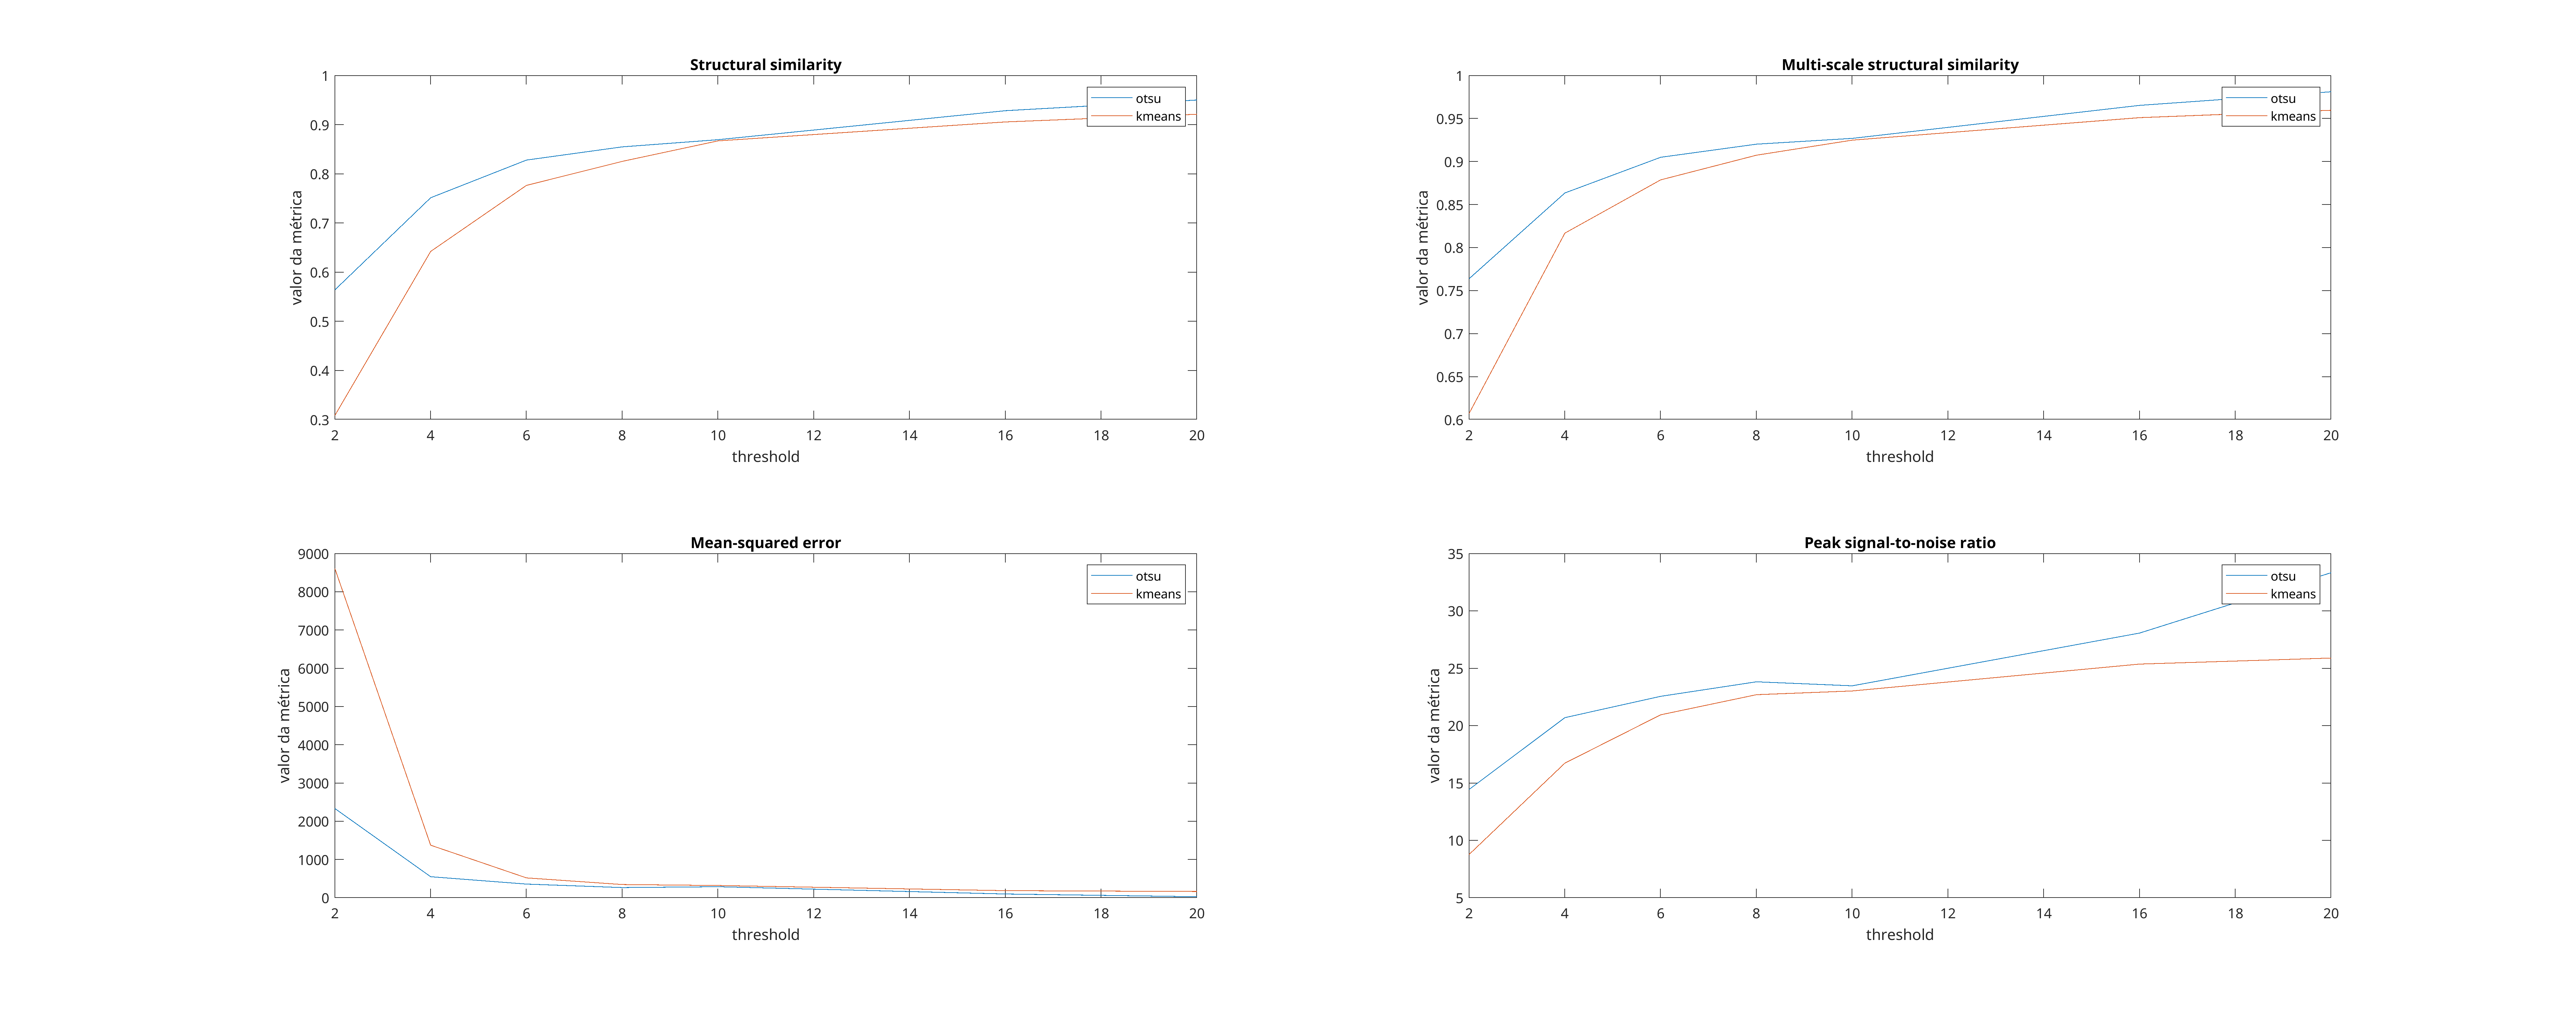 Structural similarity
1
0.9
0.8
0.7
0.6
0.5
0.4
0.3
valor da métrica
otsu
kmeans
2 4 6 8 10 12 14 16 18 20
threshold
Multi-scale structural similarity
1
0.95
0.9
0.85
0.8
0.75
0.7
0.65
0.6
valor da métrica
otsu
kmeans
2 4 6 8 10 12 14 16 18 20
threshold
Mean-squared error
9000
8000
7000
6000
5000
4000
3000
2000
1000
0
valor da métrica
otsu
kmeans
2 4 6 8 10 12 14 16 18 20
threshold
Peak signal-to-noise ratio
35
30
25
20
15
10
5
valor da métrica
otsu
kmeans
2 4 6 8 10 12 14 16 18 20
threshold